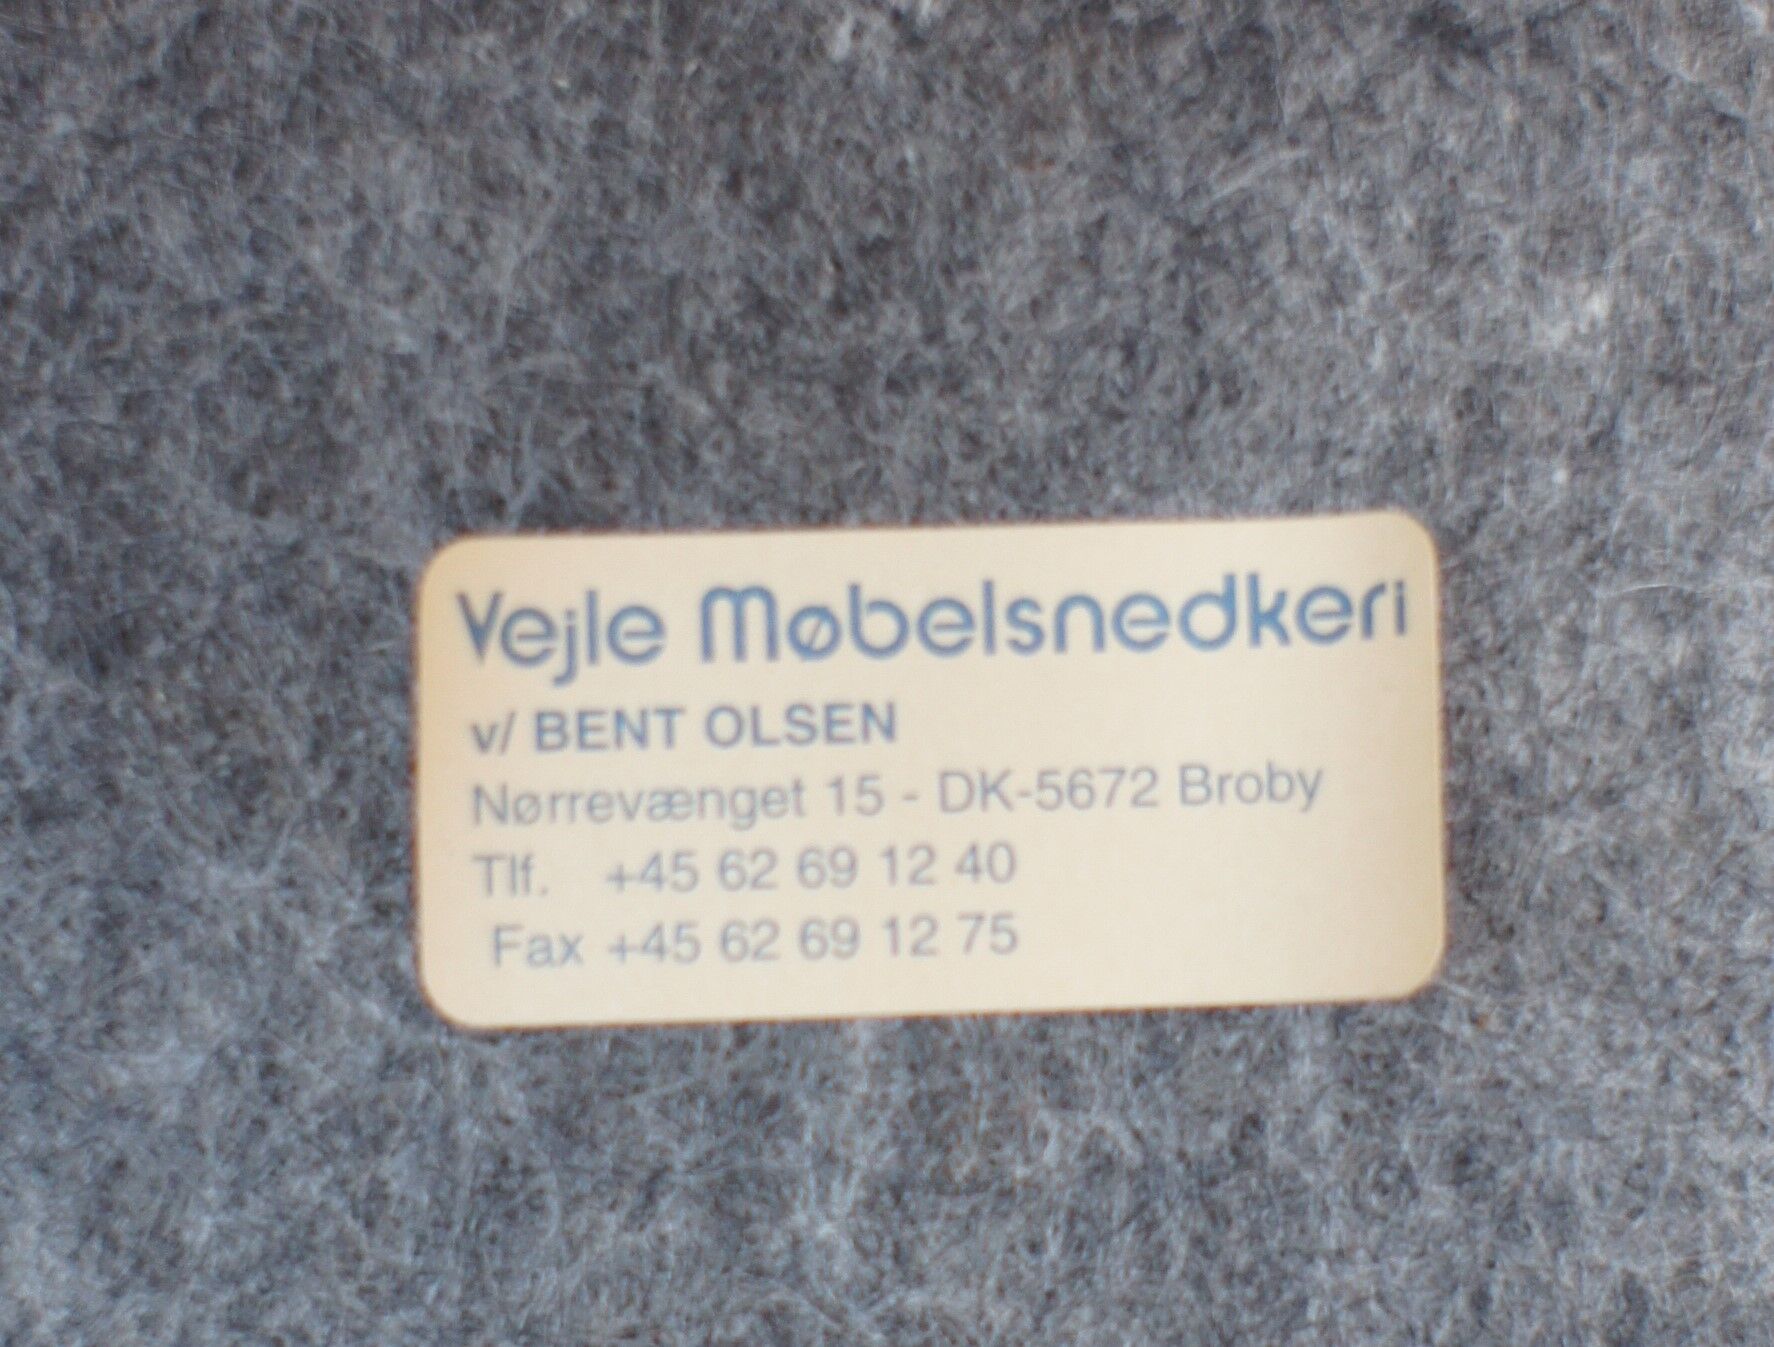 Vejle Møbelsnedkeri
v/ BENT OLSEN
Nørrevænget 15 - DK-5672 Broby
Tlf. +45 62 69 12 40
Fax +45 62 69 12 75